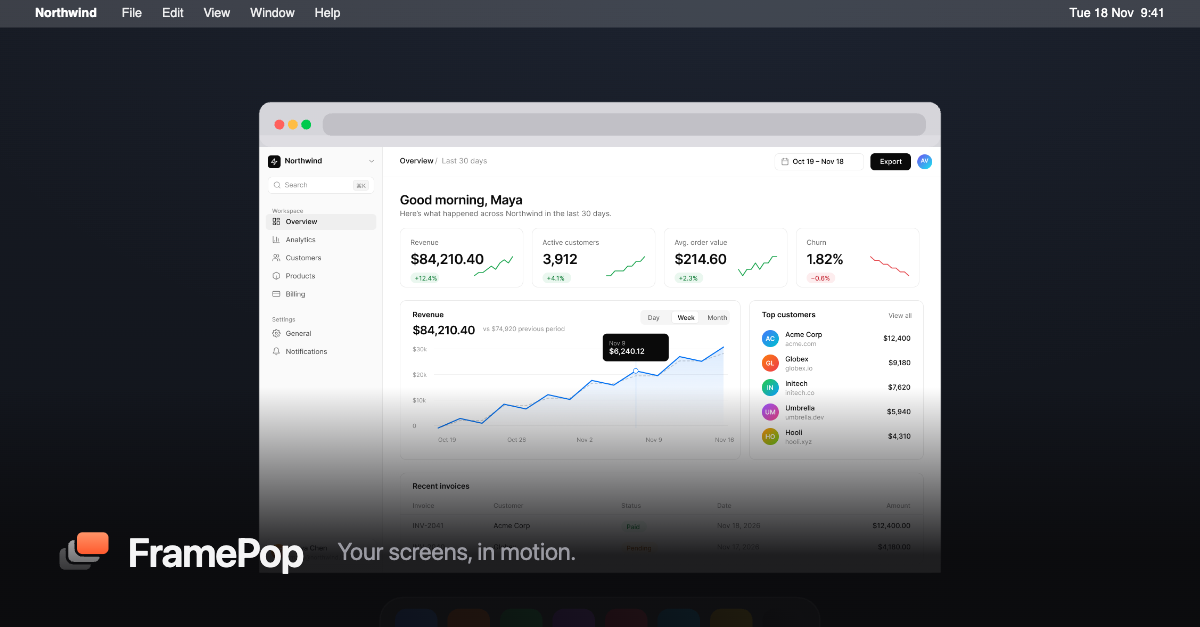 Northwind File Edit View Window Help Tue 18 Nov 9:41
Northwind
Search ⌘K
Workspace
Overview
Analytics
Customers
Products
Billing
Settings
General
Notifications
Overview / Last 30 days
Oct 19 – Nov 18
Export
AV
Good morning, Maya
Here's what happened across Northwind in the last 30 days.
Revenue
$84,210.40
+12.4%
Active customers
3,912
+4.1%
Avg. order value
$214.60
+2.3%
Churn
1.82%
−0.6%
Revenue
$84,210.40 vs $74,920 previous period
Day Week Month
Nov 9
$6,240.12
$30k
$20k
$10k
0
Oct 19 Oct 26 Nov 2 Nov 9 Nov 16
Top customers View all
AC Acme Corp $12,400
acme.com
GL Globex $9,180
globex.io
IN Initech $7,620
initech.co
UM Umbrella $5,940
umbrella.dev
HO Hooli $4,310
hooli.xyz
Recent invoices
Invoice Customer Status Date Amount
INV-2041 Acme Corp Paid Nov 18, 2026 $12,400.00
FramePop
Your screens, in motion.